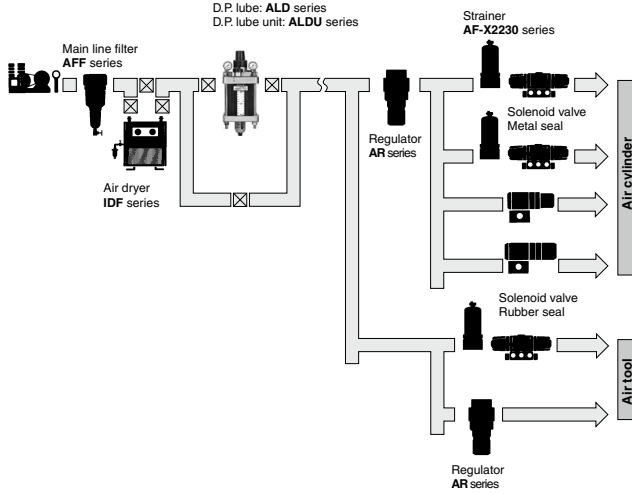 D.P. lube: ALD series
D.P. lube unit: ALDU series
Strainer
AF-X2230 series
Main line filter
AFF series
Regulator
AR series
Solenoid valve
Metal seal
Air cylinder
Air dryer
IDF series
Solenoid valve
Rubber seal
Air tool
Regulator
AR series